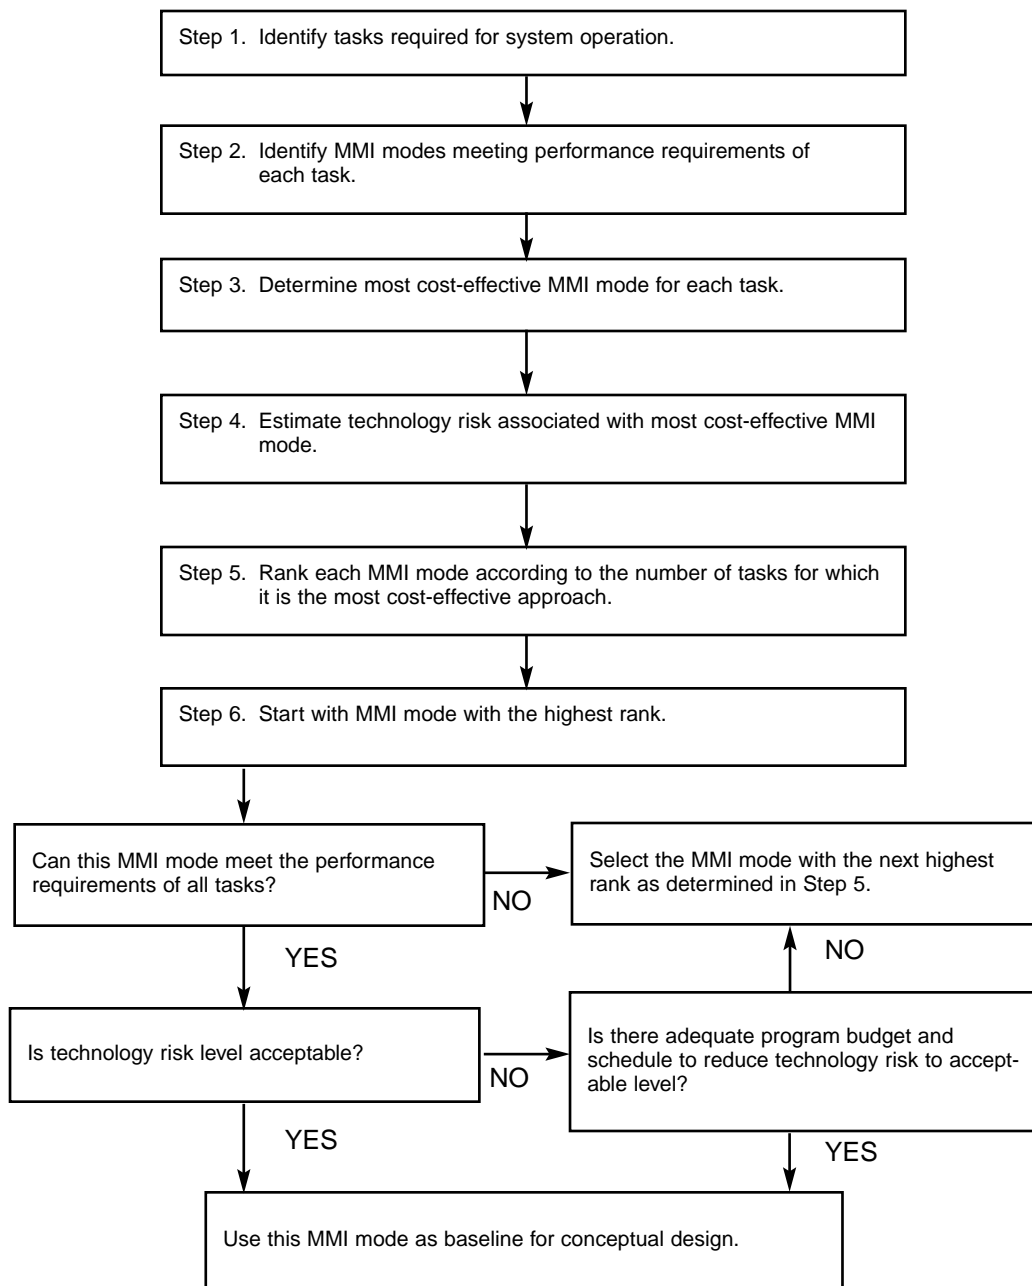 Step 1. Identify tasks required for system operation.
Step 2. Identify MMI modes meeting performance requirements of
each task.
Step 3. Determine most cost-effective MMI mode for each task.
Step 4. Estimate technology risk associated with most cost-effective MMI
mode.
Step 5. Rank each MMI mode according to the number of tasks for which
it is the most cost-effective approach.
Step 6. Start with MMI mode with the highest rank.
Can this MMI mode meet the performance
requirements of all tasks?
NO
Select the MMI mode with the next highest
rank as determined in Step 5.
YES
NO
Is technology risk level acceptable?
NO
Is there adequate program budget and
schedule to reduce technology risk to accept-
able level?
YES
YES
Use this MMI mode as baseline for conceptual design.